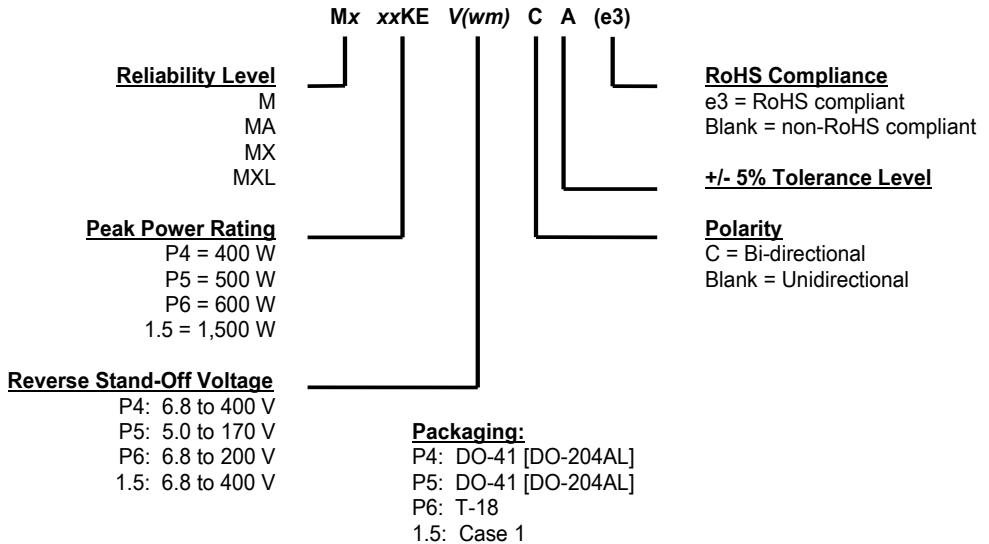 Mx xxKE V(wm) C A (e3)
Reliability Level
M
MA
MX
MXL
Peak Power Rating
P4 = 400 W
P5 = 500 W
P6 = 600 W
1.5 = 1,500 W
Reverse Stand-Off Voltage
P4: 6.8 to 400 V
P5: 5.0 to 170 V
P6: 6.8 to 200 V
1.5: 6.8 to 400 V
RoHS Compliance
e3 = RoHS compliant
Blank = non-RoHS compliant
+/- 5% Tolerance Level
Polarity
C = Bi-directional
Blank = Unidirectional
Packaging:
P4: DO-41 [DO-204AL]
P5: DO-41 [DO-204AL]
P6: T-18
1.5: Case 1